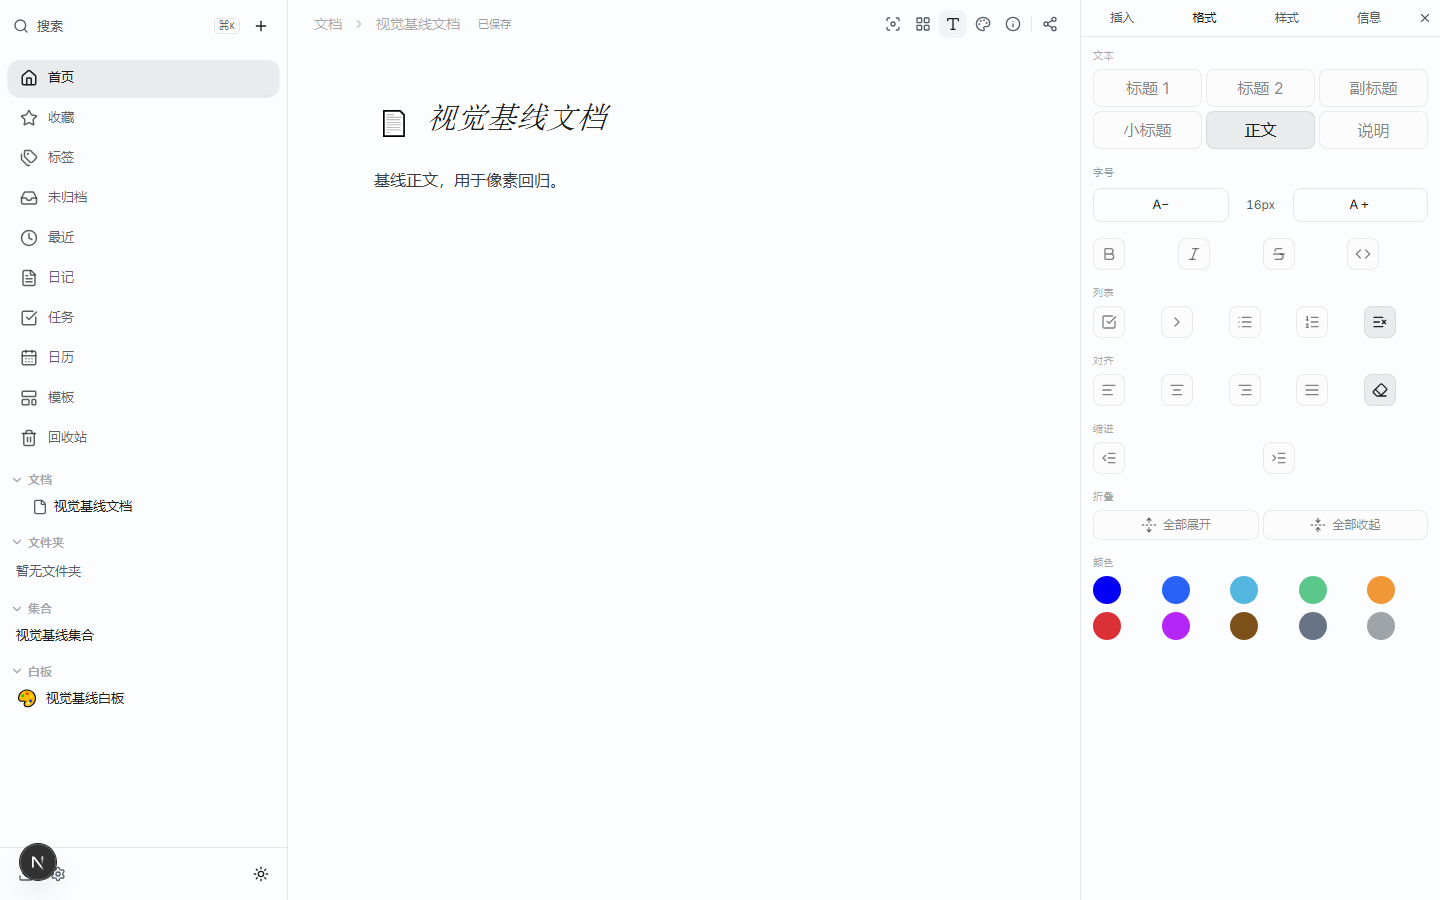 搜索 ⌘K
首页
收藏
标签
未归档
最近
日记
任务
日历
模板
回收站
文档
视觉基线文档
文件夹
暂无文件夹
集合
视觉基线集合
白板
视觉基线白板
N
文档 视觉基线文档 已保存
视觉基线文档
基线正文，用于像素回归。
插入 格式 样式 信息
文本
标题 1 标题 2 副标题
小标题 正文 说明
字号
A− 16px A+
列表
对齐
缩进
折叠
全部展开 全部收起
颜色